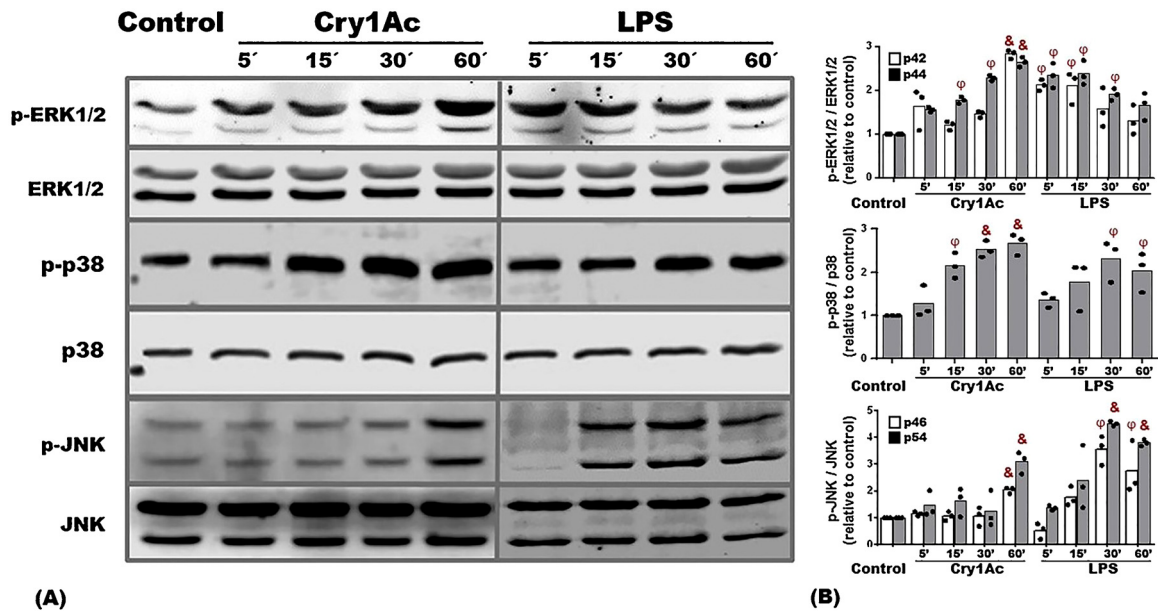 (A)
Control Cry1Ac LPS
5´ 15´ 30´ 60´ 5´ 15´ 30´ 60´
p-ERK1/2
ERK1/2
p-p38
p38
p-JNK
JNK
(B)
p-ERK1/2 / ERK1/2
(relative to control)
3
2
1
0
p42
p44
φ φ & & φ φ φ φ
5' 15' 30' 60' 5' 15' 30' 60'
Control Cry1Ac LPS
p-p38 / p38
(relative to control)
3
2
1
0
φ & & φ φ
5' 15' 30' 60' 5' 15' 30' 60'
Control Cry1Ac LPS
p-JNK / JNK
(relative to control)
5
4
3
2
1
0
p46
p54
& & φ & φ &
5' 15' 30' 60' 5' 15' 30' 60'
Control Cry1Ac LPS